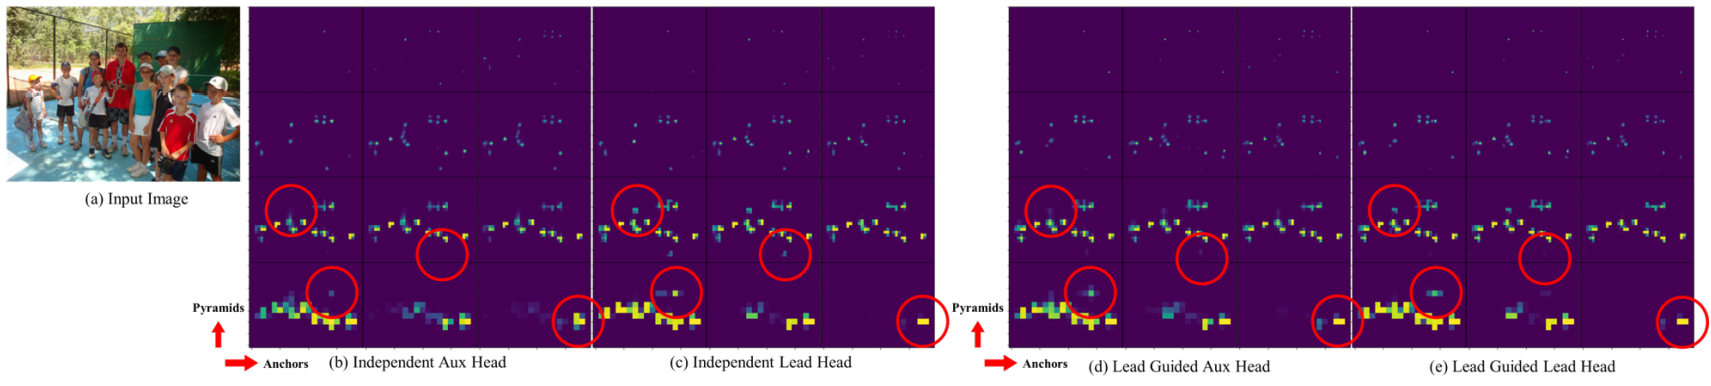 (a) Input Image
Pyramids
Anchors
(b) Independent Aux Head
(c) Independent Lead Head
Pyramids
Anchors
(d) Lead Guided Aux Head
(e) Lead Guided Lead Head